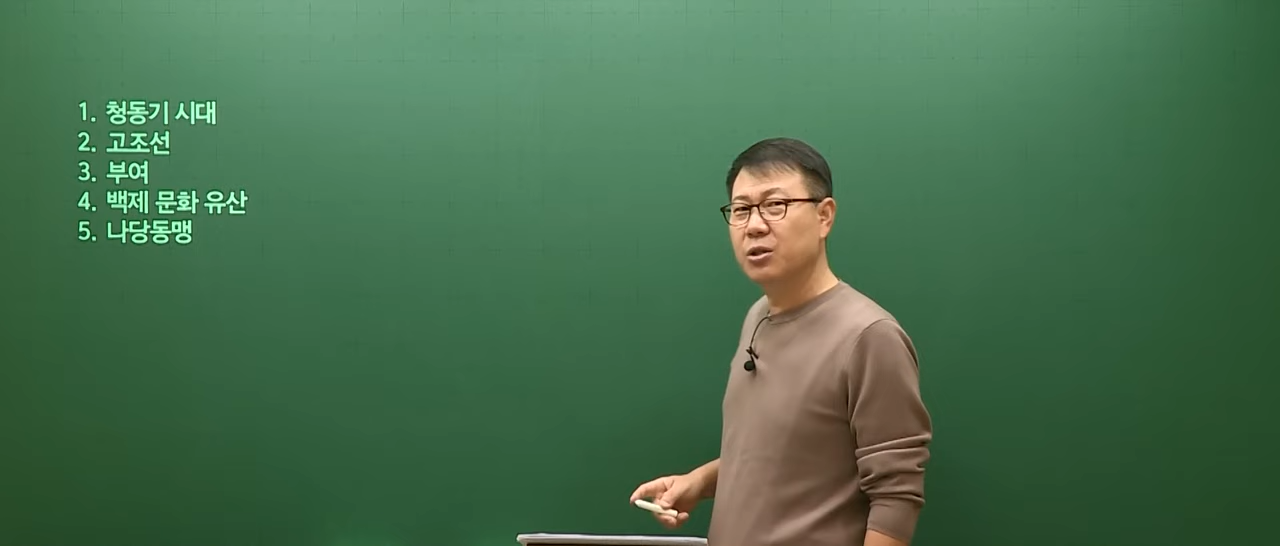 1. 청동기 시대
2. 고조선
3. 부여
4. 백제 문화 유산
5. 나당동맹